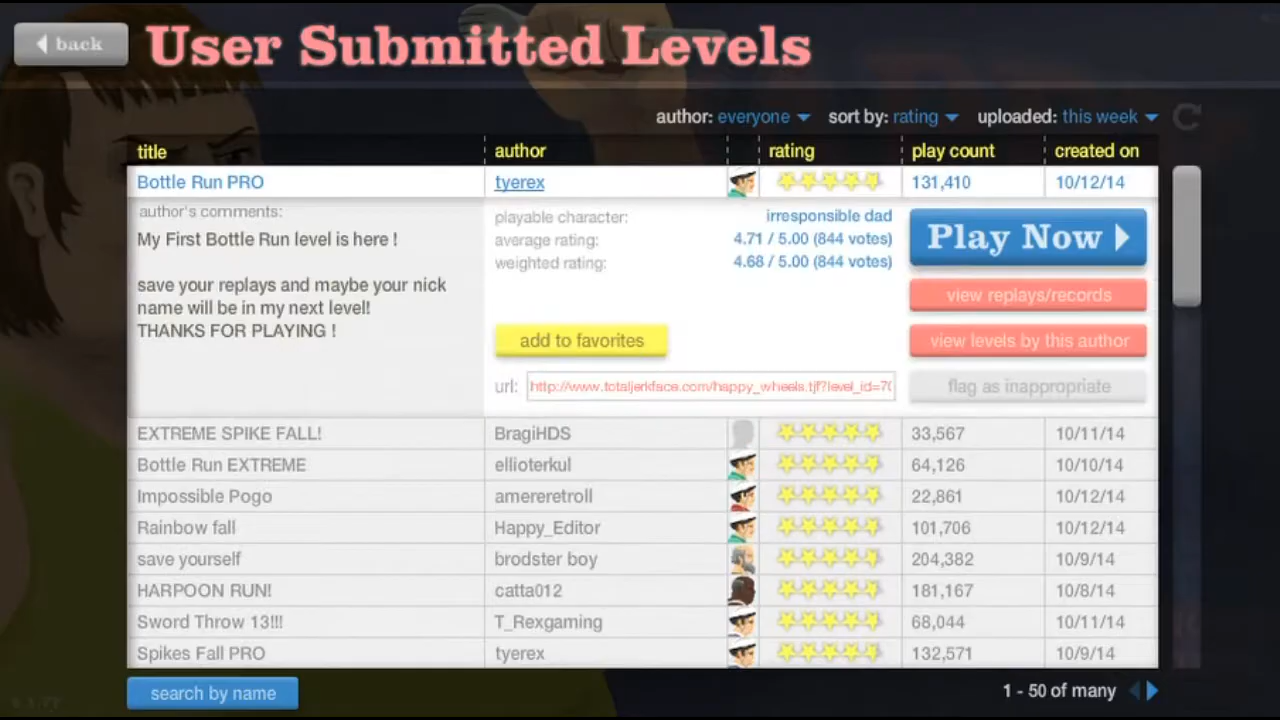 back
User Submitted Levels
author: everyone sort by: rating uploaded: this week
title author rating play count created on
Bottle Run PRO tyerex 131,410 10/12/14
author's comments:
My First Bottle Run level is here !
save your replays and maybe your nick
name will be in my next level!
THANKS FOR PLAYING !
playable character: irresponsible dad
average rating: 4.71 / 5.00 (844 votes)
weighted rating: 4.68 / 5.00 (844 votes)
add to favorites
url: http://www.totaljerkface.com/happy_wheels.tjf?level_id=7(
Play Now
view replays/records
view levels by this author
flag as inappropriate
EXTREME SPIKE FALL! BragiHDS 33,567 10/11/14
Bottle Run EXTREME ellioterkul 64,126 10/10/14
Impossible Pogo amereretroll 22,861 10/12/14
Rainbow fall Happy_Editor 101,706 10/12/14
save yourself brodster boy 204,382 10/9/14
HARPOON RUN! catta012 181,167 10/8/14
Sword Throw 13!!! T_Rexgaming 68,044 10/11/14
Spikes Fall PRO tyerex 132,571 10/9/14
search by name
1 - 50 of many